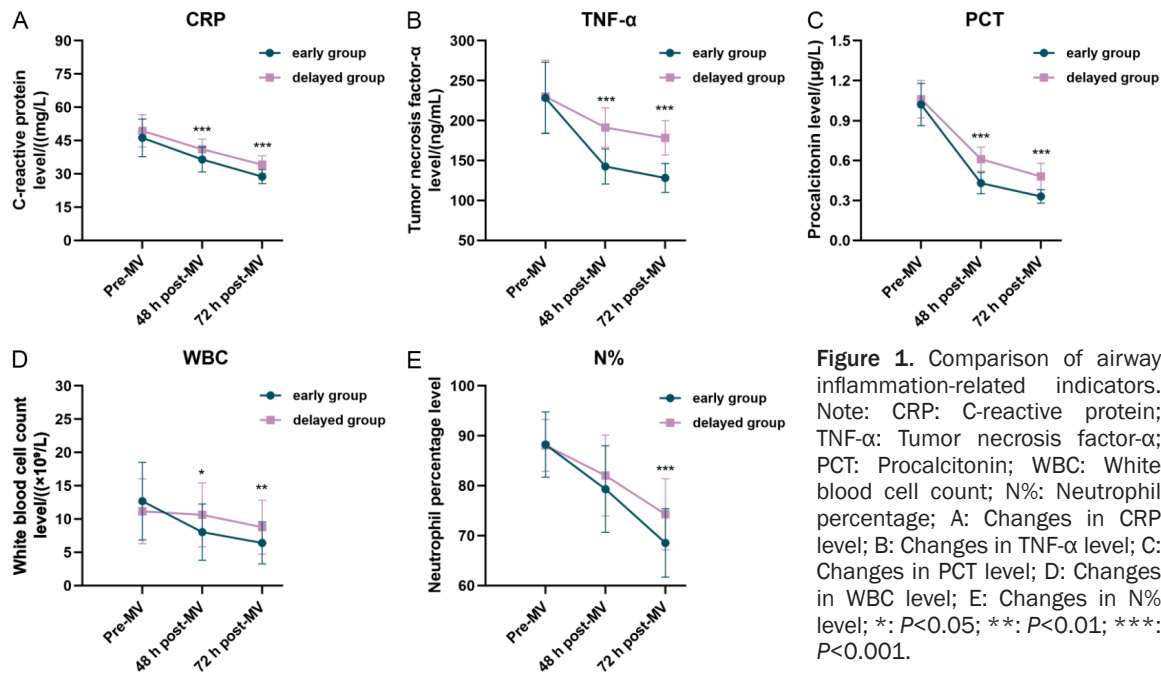 A
CRP
C-reactive protein
level/((mg/L)
90
75
60
45
30
15
0
early group
delayed group
***
***
Pre-MV
48 h post-MV
72 h post-MV
B
TNF-α
Tumor necrosis factor-α
level/(ng/mL)
300
250
200
150
100
50
early group
delayed group
***
***
Pre-MV
48 h post-MV
72 h post-MV
C
PCT
Procalcitonin level/(μg/L)
1.5
1.2
0.9
0.6
0.3
0.0
early group
delayed group
***
***
Pre-MV
48 h post-MV
72 h post-MV
D
WBC
White blood cell count
level/((×10⁹/L)
30
25
20
15
10
5
0
early group
delayed group
*
**
Pre-MV
48 h post-MV
72 h post-MV
E
N%
Neutrophil percentage level
100
90
80
70
60
early group
delayed group
***
Pre-MV
48 h post-MV
72 h post-MV
Figure 1. Comparison of airway
inflammation-related indicators.
Note: CRP: C-reactive protein;
TNF-α: Tumor necrosis factor-α;
PCT: Procalcitonin; WBC: White
blood cell count; N%: Neutrophil
percentage; A: Changes in CRP
level; B: Changes in TNF-α level; C:
Changes in PCT level; D: Changes
in WBC level; E: Changes in N%
level; *: P<0.05; **: P<0.01; ***:
P<0.001.